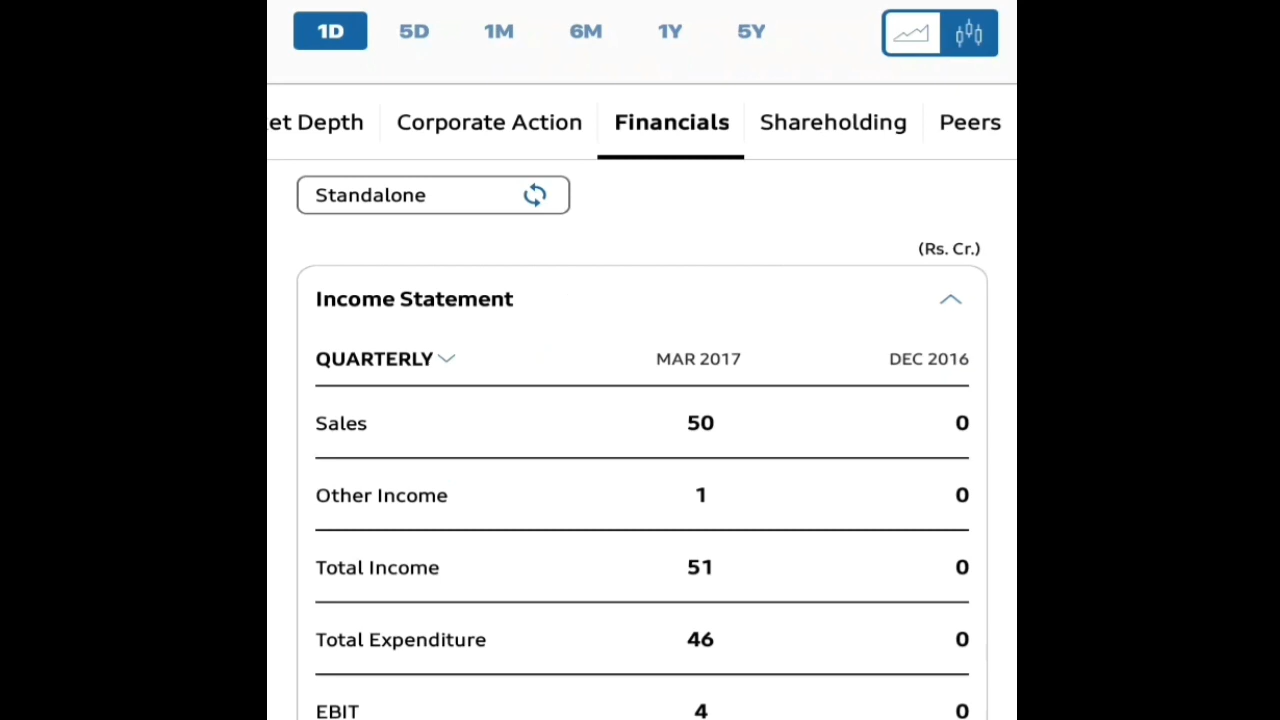 1D 5D 1M 6M 1Y 5Y
et Depth Corporate Action Financials Shareholding Peers
Standalone
(Rs. Cr.)
Income Statement
QUARTERLY MAR 2017 DEC 2016
Sales 50 0
Other Income 1 0
Total Income 51 0
Total Expenditure 46 0
EBIT 4 0